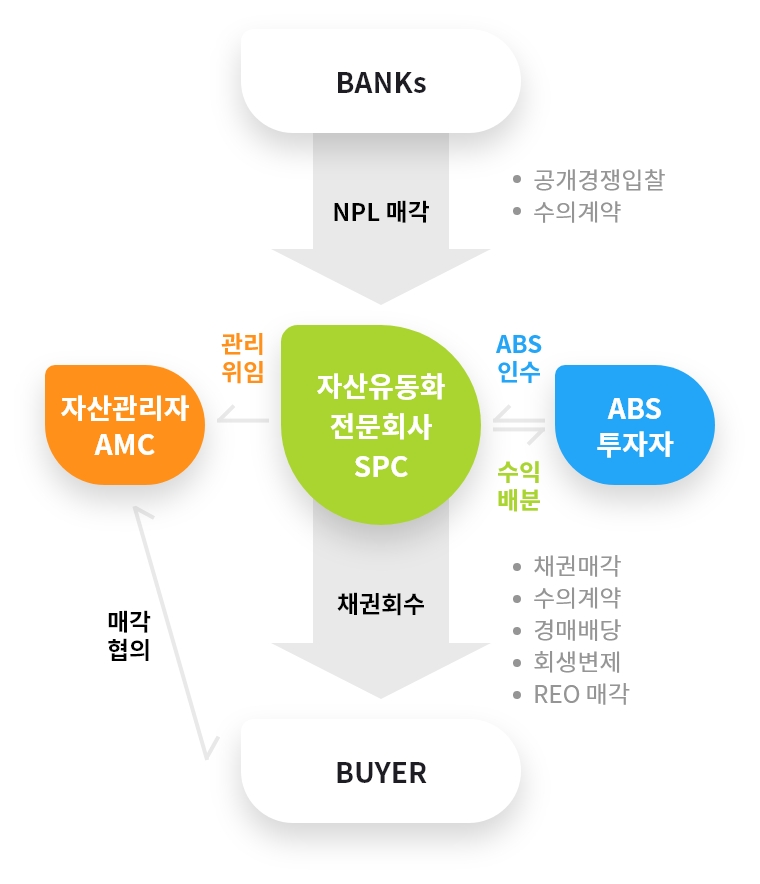 BANKs
NPL 매각
공개경쟁입찰
수의계약
관리
위임
자산유동화
전문회사
SPC
ABS
인수
자산관리자
AMC
ABS
투자자
수익
배분
채권회수
채권매각
수의계약
경매배당
회생변제
REO 매각
매각
협의
BUYER